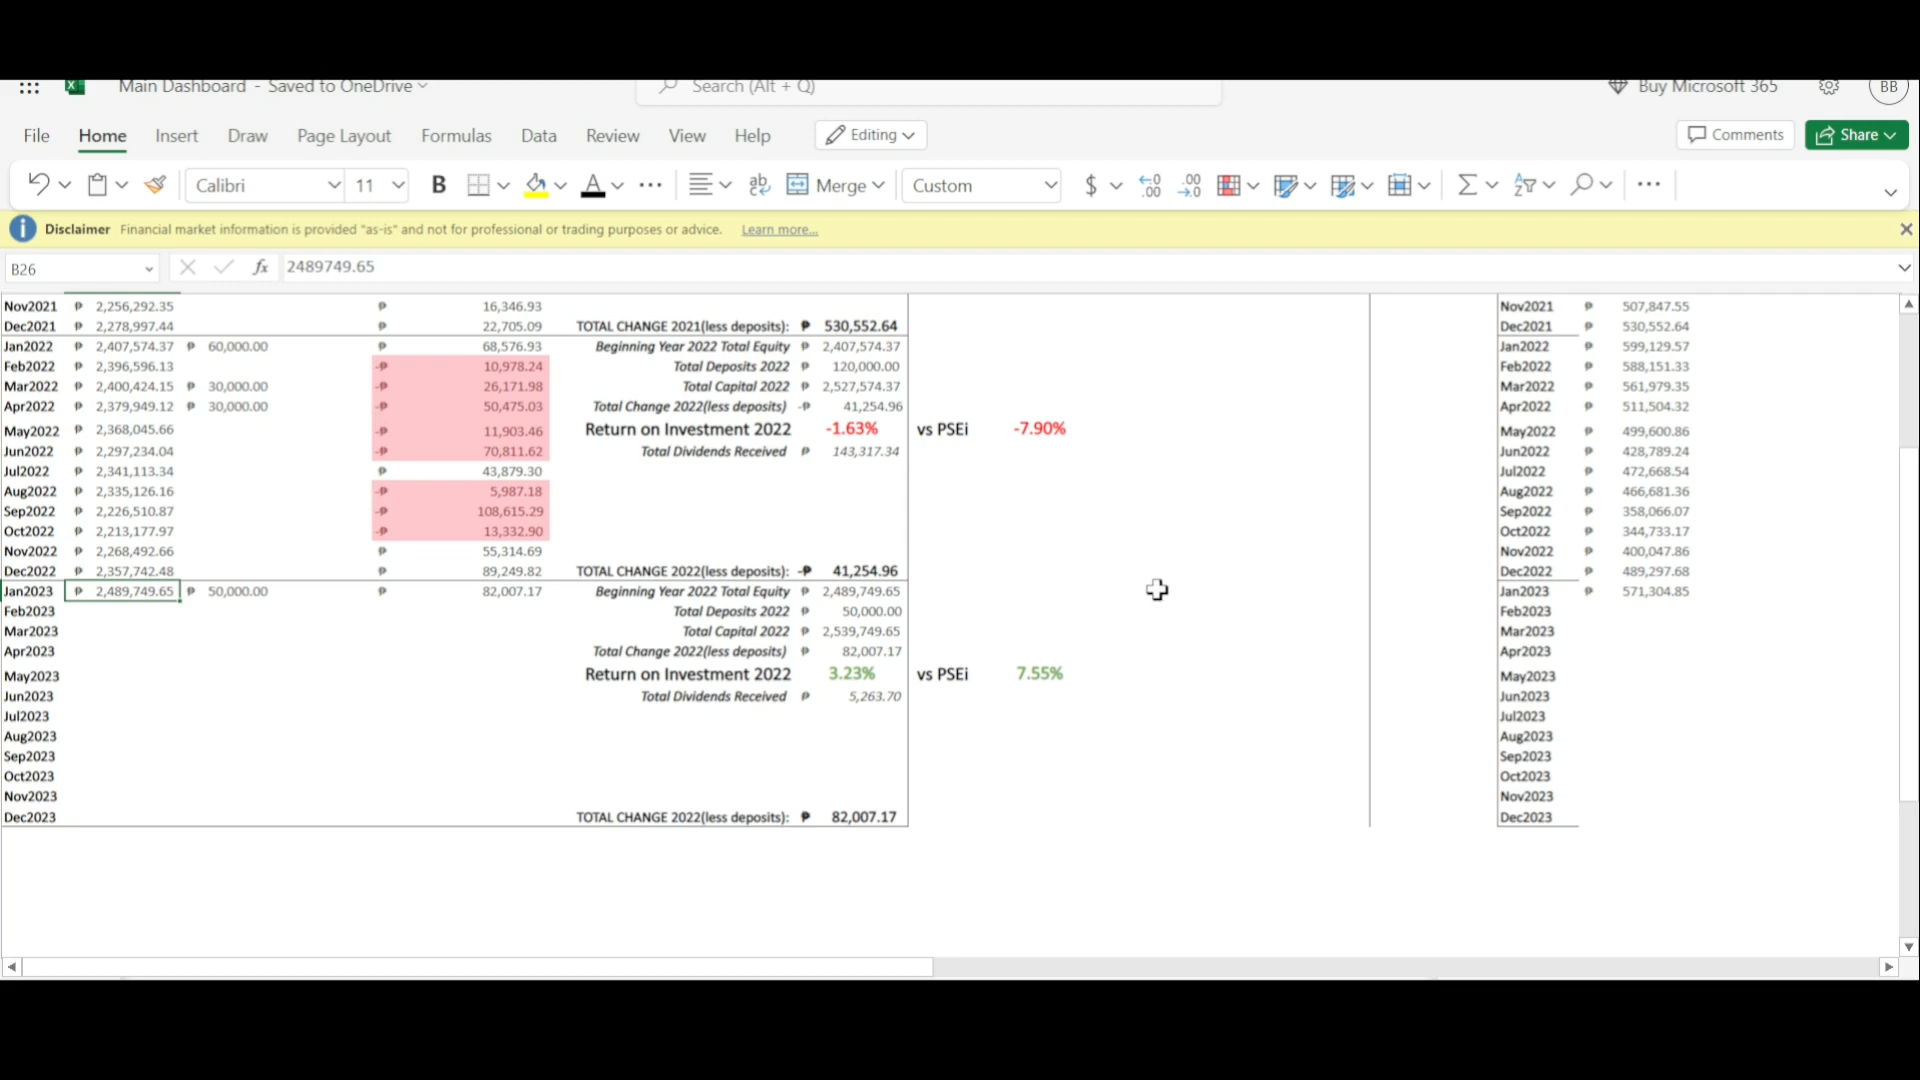 Main Dashboard - Saved to OneDrive
Search (Alt + Q)
Buy Microsoft 365
BB
File Home Insert Draw Page Layout Formulas Data Review View Help Editing Comments Share
Calibri 11 B A ab Merge Custom $ .00 .00
Disclaimer Financial market information is provided "as-is" and not for professional or trading purposes or advice. Learn more...
B26 fx 2489749.65
Nov2021 ₱ 2,256,292.35 ₱ 16,346.93 Nov2021 ₱ 507,847.55
Dec2021 ₱ 2,278,997.44 ₱ 22,705.09 TOTAL CHANGE 2021(less deposits): ₱ 530,552.64 Dec2021 ₱ 530,552.64
Jan2022 ₱ 2,407,574.37 ₱ 60,000.00 ₱ 68,576.93 Beginning Year 2022 Total Equity ₱ 2,407,574.37 Jan2022 ₱ 599,129.57
Feb2022 ₱ 2,396,596.13 -₱ 10,978.24 Total Deposits 2022 ₱ 120,000.00 Feb2022 ₱ 588,151.33
Mar2022 ₱ 2,400,424.15 ₱ 30,000.00 -₱ 26,171.98 Total Capital 2022 ₱ 2,527,574.37 Mar2022 ₱ 561,979.35
Apr2022 ₱ 2,379,949.12 ₱ 30,000.00 -₱ 50,475.03 Total Change 2022(less deposits) -₱ 41,254.96 Apr2022 ₱ 511,504.32
May2022 ₱ 2,368,045.66 -₱ 11,903.46 Return on Investment 2022 -1.63% vs PSEi -7.90% May2022 ₱ 499,600.86
Jun2022 ₱ 2,297,234.04 -₱ 70,811.62 Total Dividends Received ₱ 143,317.34 Jun2022 ₱ 428,789.24
Jul2022 ₱ 2,341,113.34 ₱ 43,879.30 Jul2022 ₱ 472,668.54
Aug2022 ₱ 2,335,126.16 -₱ 5,987.18 Aug2022 ₱ 466,681.36
Sep2022 ₱ 2,226,510.87 -₱ 108,615.29 Sep2022 ₱ 358,066.07
Oct2022 ₱ 2,213,177.97 -₱ 13,332.90 Oct2022 ₱ 344,733.17
Nov2022 ₱ 2,268,492.66 ₱ 55,314.69 Nov2022 ₱ 400,047.86
Dec2022 ₱ 2,357,742.48 ₱ 89,249.82 TOTAL CHANGE 2022(less deposits): -₱ 41,254.96 Dec2022 ₱ 489,297.68
Jan2023 ₱ 2,489,749.65 ₱ 50,000.00 ₱ 82,007.17 Beginning Year 2022 Total Equity ₱ 2,489,749.65 Jan2023 ₱ 571,304.85
Feb2023 Total Deposits 2022 ₱ 50,000.00 Feb2023
Mar2023 Total Capital 2022 ₱ 2,539,749.65 Mar2023
Apr2023 Total Change 2022(less deposits) ₱ 82,007.17 Apr2023
May2023 Return on Investment 2022 3.23% vs PSEi 7.55% May2023
Jun2023 Total Dividends Received ₱ 5,263.70 Jun2023
Jul2023 Jul2023
Aug2023 Aug2023
Sep2023 Sep2023
Oct2023 Oct2023
Nov2023 Nov2023
Dec2023 TOTAL CHANGE 2022(less deposits): ₱ 82,007.17 Dec2023